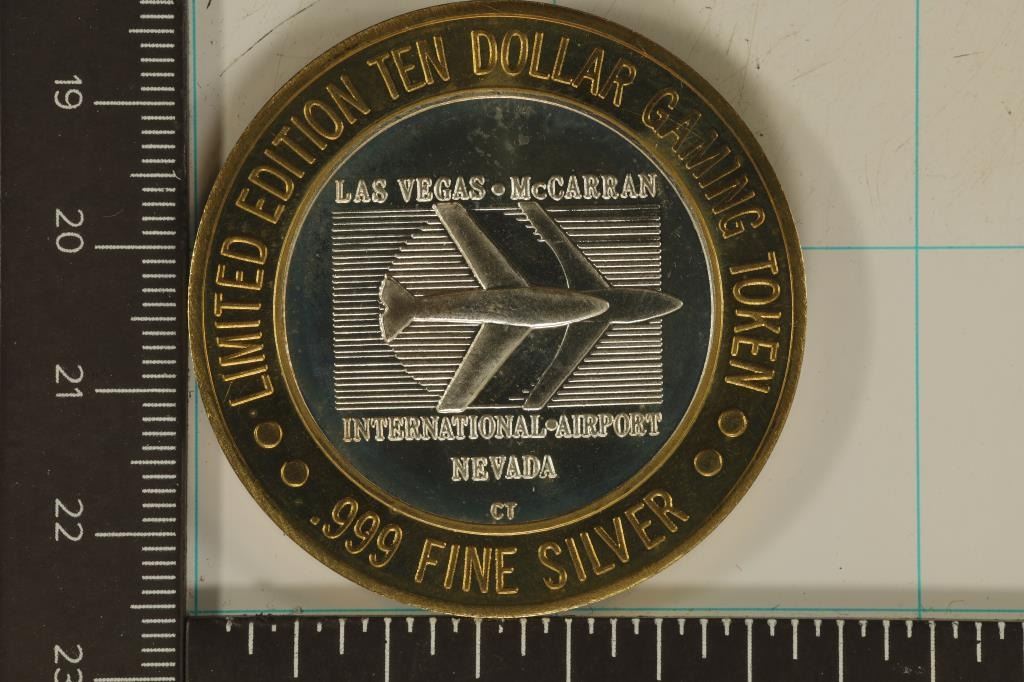 LIMITED EDITION TEN DOLLAR GAMING TOKEN
LAS VEGAS • McCARRAN
INTERNATIONAL • AIRPORT
NEVADA
CT
.999 FINE SILVER
19
20
21
22
23